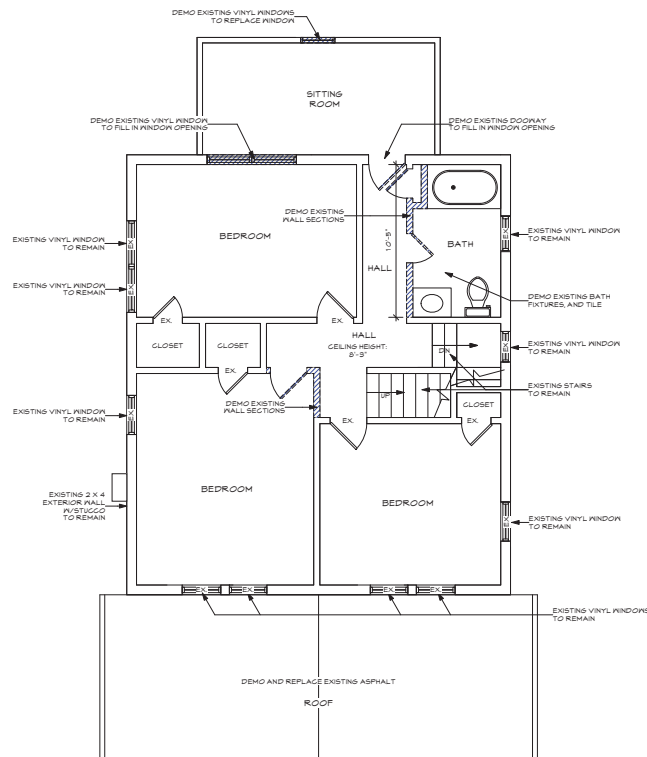 DEMO EXISTING VINYL WINDOWS
TO REPLACE WINDOW
SITTING
ROOM
DEMO EXISTING VINYL WINDOW
TO FILL IN WINDOW OPENING
DEMO EXISTING DOOWAY
TO FILL IN WINDOW OPENING
DEMO EXISTING
WALL SECTIONS
10'-5"
BEDROOM
BATH
HALL
EXISTING VINYL WINDOW
TO REMAIN
EX.
EXISTING VINYL WINDOW
TO REMAIN
EX.
EXISTING VINYL WINDOW
TO REMAIN
EX.
DEMO EXISTING BATH
FIXTURES, AND TILE
EX.
EX.
HALL
CEILING HEIGHT:
8'-9"
CLOSET
CLOSET
DN
EX.
EXISTING VINYL WINDOW
TO REMAIN
EX.
EXISTING STAIRS
TO REMAIN
UP
DEMO EXISTING
WALL SECTIONS
CLOSET
EX.
EX.
EXISTING VINYL WINDOW
TO REMAIN
EX.
BEDROOM
BEDROOM
EXISTING 2 X 4
EXTERIOR WALL
W/STUCCO
TO REMAIN
EXISTING VINYL WINDOW
TO REMAIN
EX.
EX.
EX.
EX.
EX.
EXISTING VINYL WINDOWS
TO REMAIN
DEMO AND REPLACE EXISTING ASPHALT
ROOF